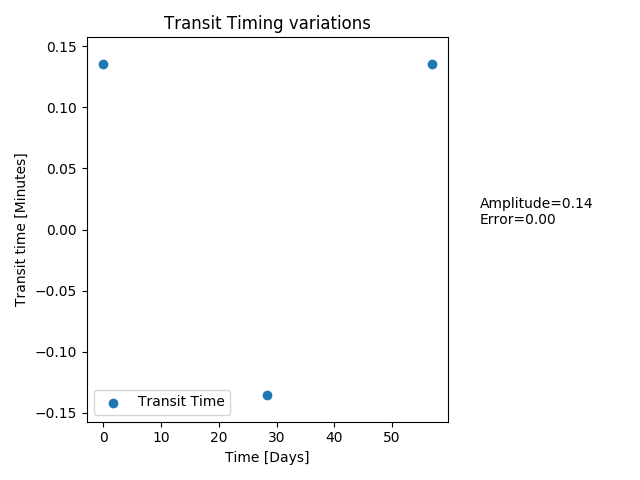 Transit Timing variations
0.15
0.10
0.05
0.00
−0.05
−0.10
−0.15
Transit time [Minutes]
Amplitude=0.14
Error=0.00
Transit Time
0 10 20 30 40 50
Time [Days]